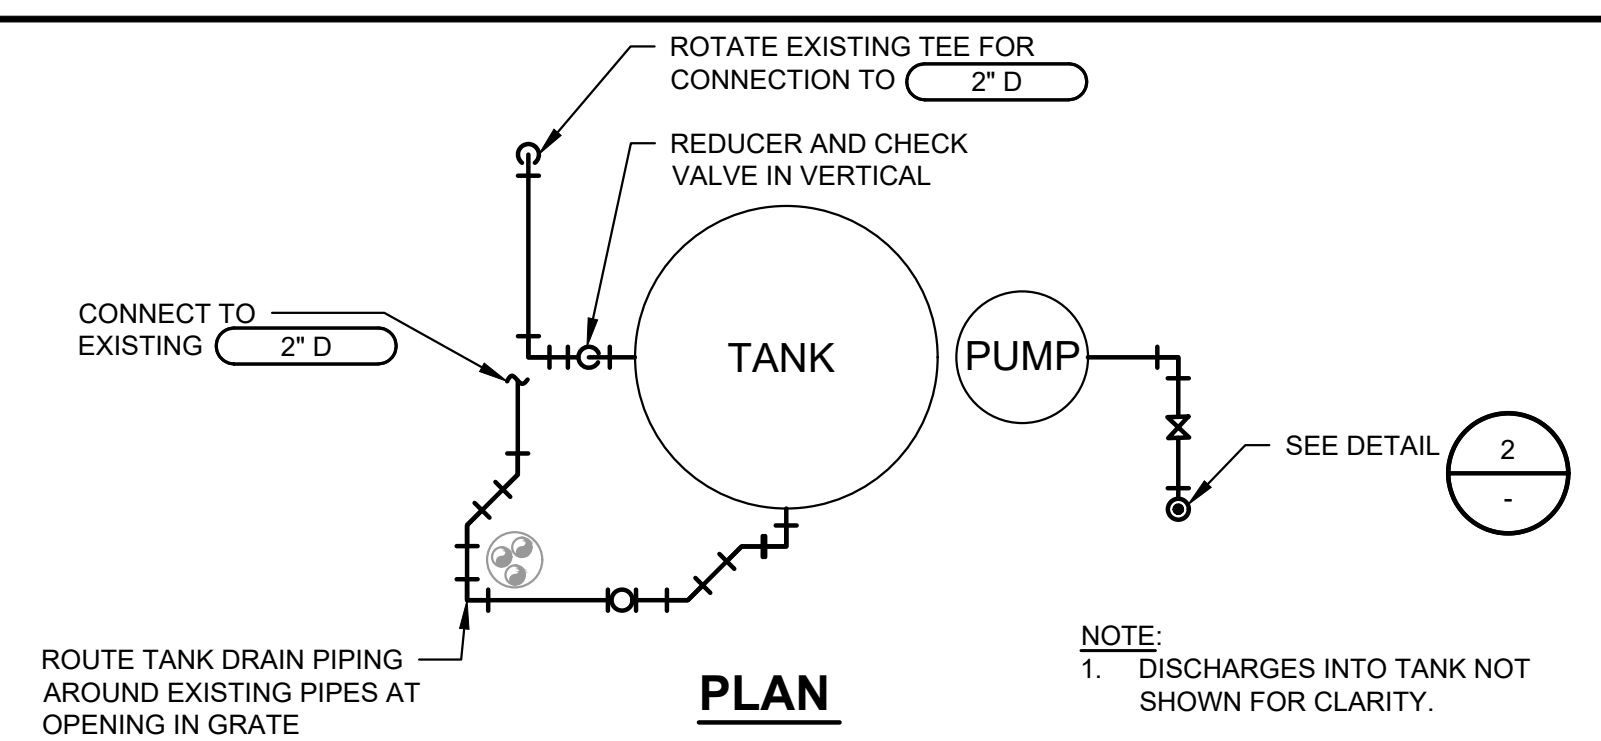 ROTATE EXISTING TEE FOR
CONNECTION TO 2" D
REDUCER AND CHECK
VALVE IN VERTICAL
CONNECT TO
EXISTING 2" D
TANK
PUMP
SEE DETAIL 2
-
ROUTE TANK DRAIN PIPING
AROUND EXISTING PIPES AT
OPENING IN GRATE
PLAN
NOTE:
1. DISCHARGES INTO TANK NOT
SHOWN FOR CLARITY.